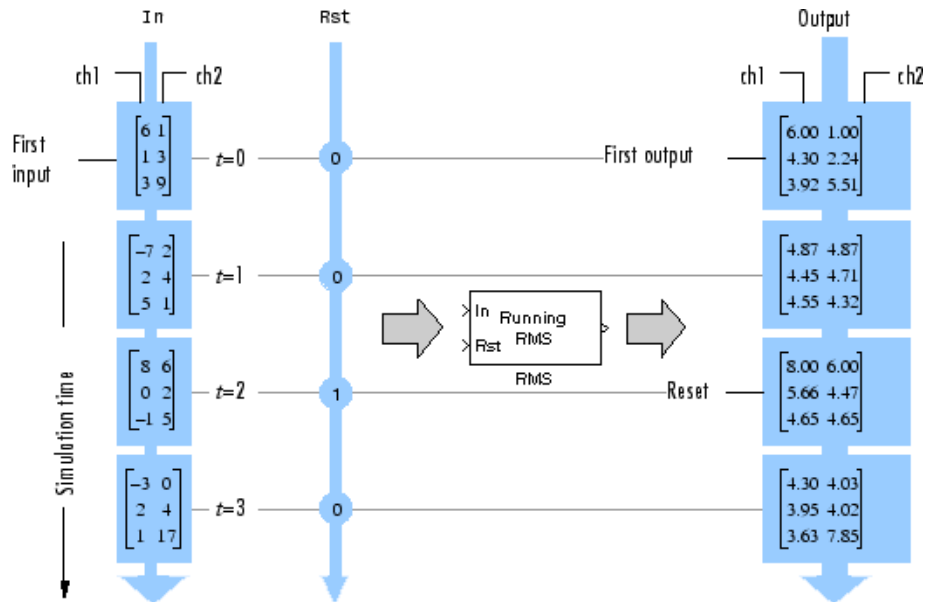 In Rst Output
ch1 ch2 ch1 ch2
First input
6 1
1 3
3 9
t=0
0
First output
6.00 1.00
4.30 2.24
3.92 5.51
-7 2
2 4
5 1
t=1
0
4.87 4.87
4.45 4.71
4.55 4.32
In Running
Rst RMS
RMS
Simulation time
8 6
0 2
-1 5
t=2
1
Reset
8.00 6.00
5.66 4.47
4.65 4.65
-3 0
2 4
1 17
t=3
0
4.30 4.03
3.95 4.02
3.63 7.85